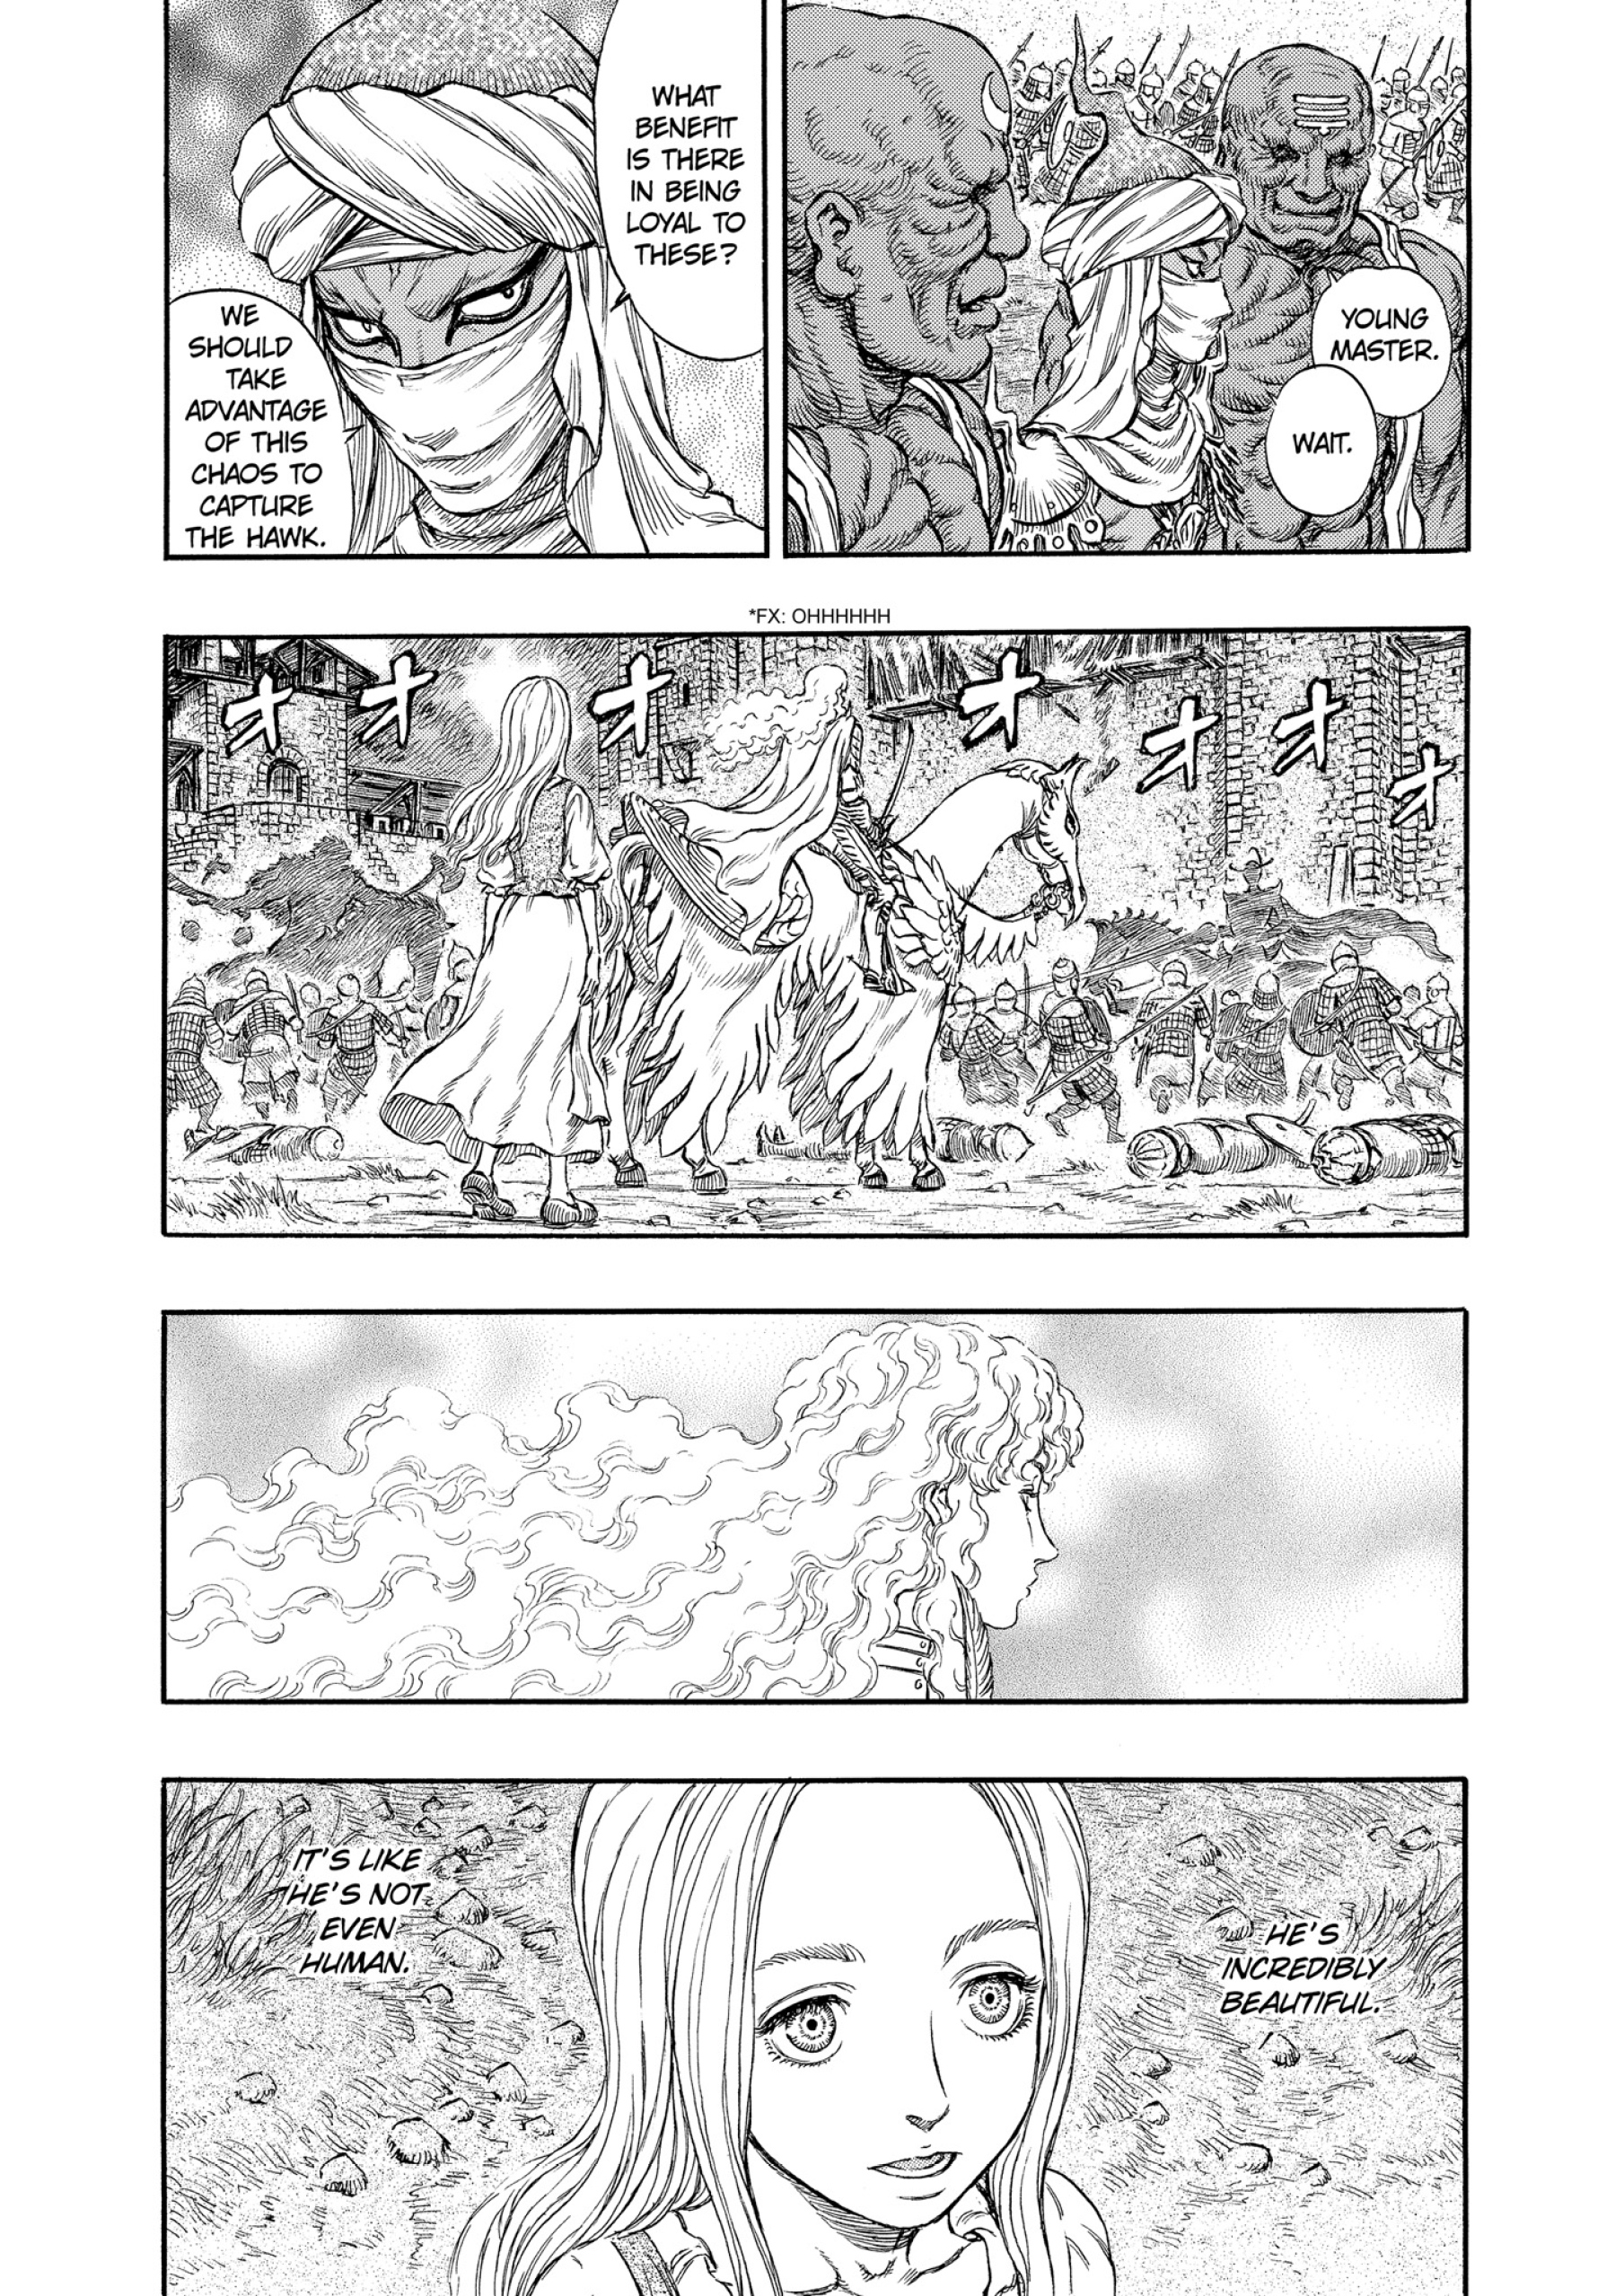 YOUNG
MASTER.
WAIT.
WHAT
BENEFIT
IS THERE
IN BEING
LOYAL TO
THESE?
WE
SHOULD
TAKE
ADVANTAGE
OF THIS
CHAOS TO
CAPTURE
THE HAWK.
*FX: OHHHHHH
オ オ オ オ オ オ オ
HE'S
INCREDIBLY
BEAUTIFUL.
IT'S LIKE
HE'S NOT
EVEN
HUMAN.